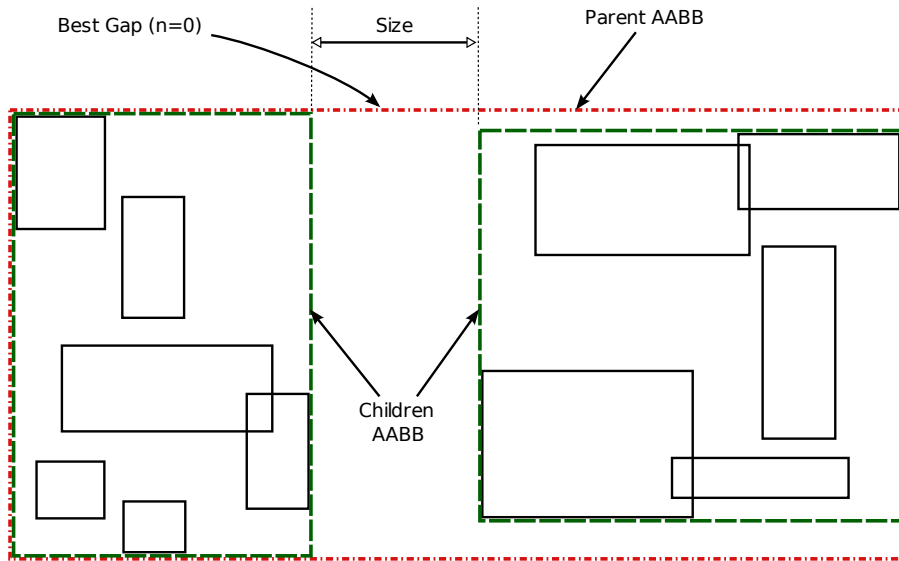 Best Gap (n=0)
Size
Parent AABB
Children
AABB